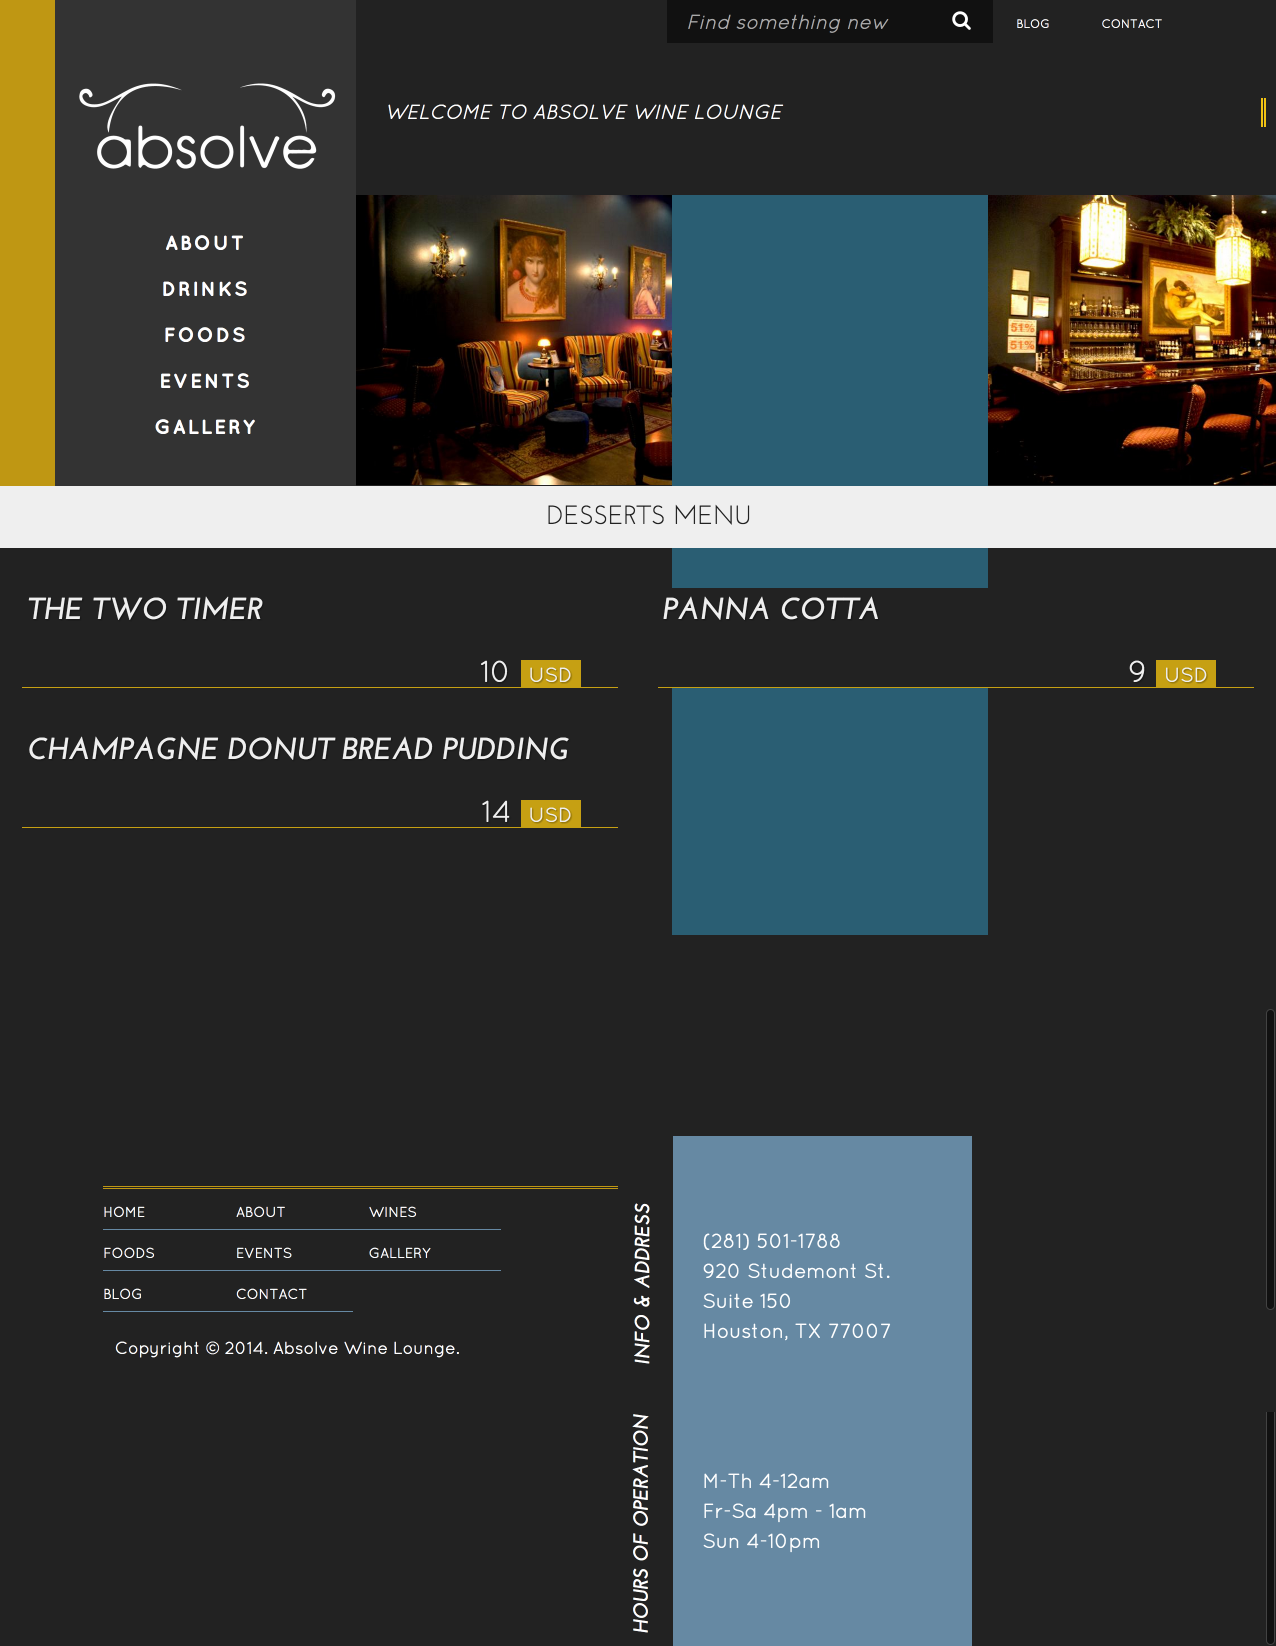 Find something new
BLOG
CONTACT
absolve
WELCOME TO ABSOLVE WINE LOUNGE
ABOUT
DRINKS
FOODS
EVENTS
GALLERY
51%
51%
DESSERTS MENU
THE TWO TIMER
10 USD
PANNA COTTA
9 USD
CHAMPAGNE DONUT BREAD PUDDING
14 USD
HOME
ABOUT
WINES
FOODS
EVENTS
GALLERY
BLOG
CONTACT
Copyright © 2014. Absolve Wine Lounge.
INFO & ADDRESS
(281) 501-1788
920 Studemont St.
Suite 150
Houston, TX 77007
HOURS OF OPERATION
M-Th 4-12am
Fr-Sa 4pm - 1am
Sun 4-10pm